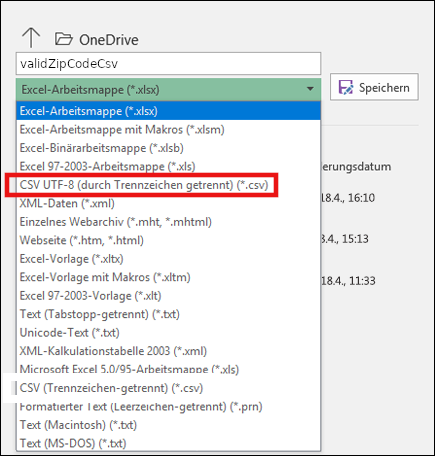 OneDrive
validZipCodeCsv
Excel-Arbeitsmappe (*.xlsx)
Speichern
Excel-Arbeitsmappe (*.xlsx)
Excel-Arbeitsmappe mit Makros (*.xlsm)
Excel-Binärarbeitsmappe (*.xlsb)
Excel 97-2003-Arbeitsmappe (*.xls)
derungsdatum
CSV UTF-8 (durch Trennzeichen getrennt) (*.csv)
XML-Daten (*.xml)
18.4., 16:10
Einzelnes Webarchiv (*.mht, *.mhtml)
Webseite (*.htm, *.html)
18.4., 15:13
Excel-Vorlage (*.xltx)
Excel-Vorlage mit Makros (*.xltm)
18.4., 11:33
Excel 97-2003-Vorlage (*.xlt)
Text (Tabstopp-getrennt) (*.txt)
Unicode-Text (*.txt)
XML-Kalkulationstabelle 2003 (*.xml)
Microsoft Excel 5.0/95-Arbeitsmappe (*.xls)
CSV (Trennzeichen-getrennt) (*.csv)
Formatierter Text (Leerzeichen-getrennt) (*.prn)
Text (Macintosh) (*.txt)
Text (MS-DOS) (*.txt)